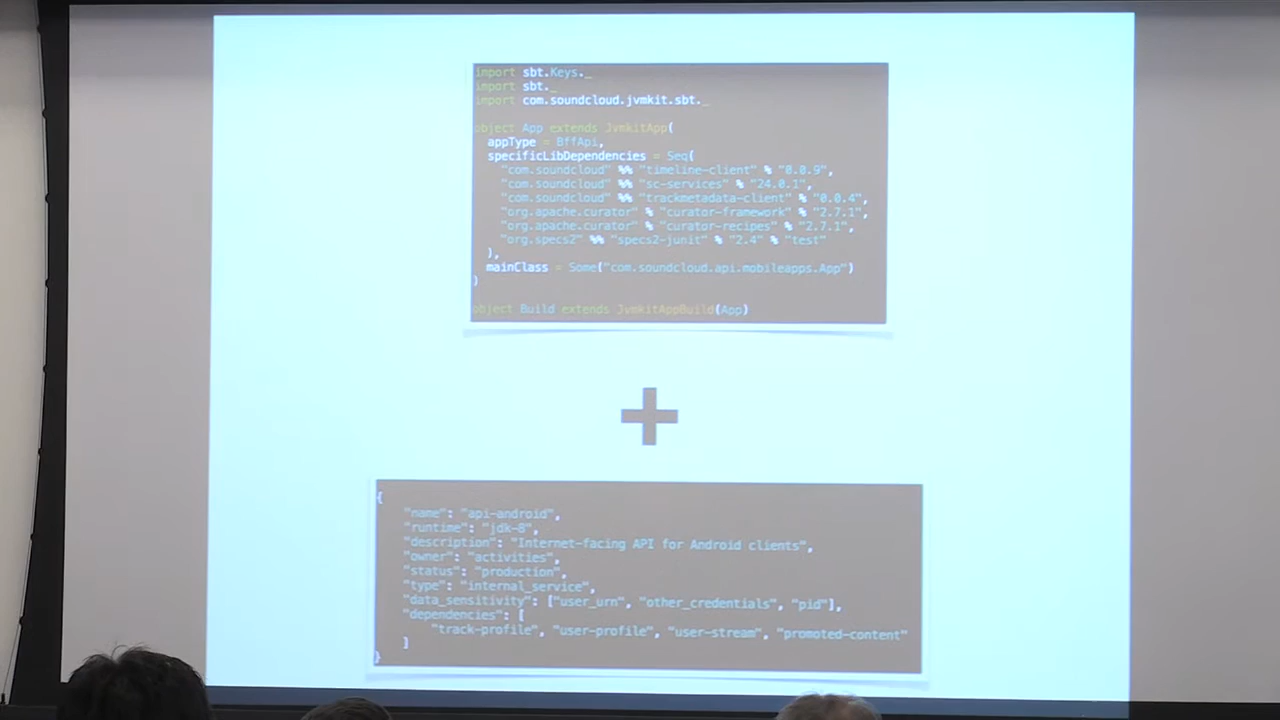 import sbt.Keys._
import sbt._
import com.soundcloud.jvmkit.sbt._
object App extends JvmkitApp(
appType = BffApi,
specificLibDependencies = Seq(
"com.soundcloud" %% "timeline-client" % "0.0.9",
"com.soundcloud" %% "sc-services" % "24.0.1",
"com.soundcloud" %% "trackmetadata-client" % "0.0.4",
"org.apache.curator" % "curator-framework" % "2.7.1",
"org.apache.curator" % "curator-recipes" % "2.7.1",
"org.specs2" %% "specs2-junit" % "2.4" % "test"
),
mainClass = Some("com.soundcloud.api.mobileapps.App")
)
object Build extends JvmkitAppBuild(App)
+
{
"name": "api-android",
"runtime": "jdk-8",
"description": "Internet-facing API for Android clients",
"owner": "activities",
"status": "production",
"type": "internal_service",
"data_sensitivity": ["user_urn", "other_credentials", "pid"],
"dependencies": [
"track-profile", "user-profile", "user-stream", "promoted-content"
]
}